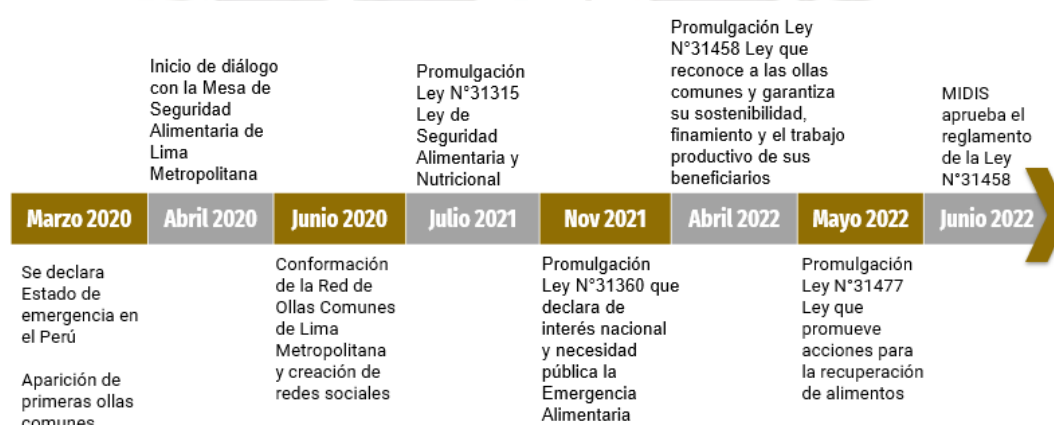 Inicio de diálogo
con la Mesa de
Seguridad
Alimentaria de
Lima
Metropolitana
Promulgación
Ley N°31315
Ley de
Seguridad
Alimentaria y
Nutricional
Promulgación Ley
N°31458 Ley que
reconoce a las ollas
comunes y garantiza
su sostenibilidad,
finamiento y el trabajo
productivo de sus
beneficiarios
MIDIS
aprueba el
reglamento
de la Ley
N°31458
Marzo 2020 Abril 2020 Junio 2020 Julio 2021 Nov 2021 Abril 2022 Mayo 2022 Junio 2022
Se declara
Estado de
emergencia en
el Perú
Aparición de
primeras ollas
comunes
Conformación
de la Red de
Ollas Comunes
de Lima
Metropolitana
y creación de
redes sociales
Promulgación
Ley N°31360 que
declara de
interés nacional
y necesidad
pública la
Emergencia
Alimentaria
Promulgación
Ley N°31477
Ley que
promueve
acciones para
la recuperación
de alimentos